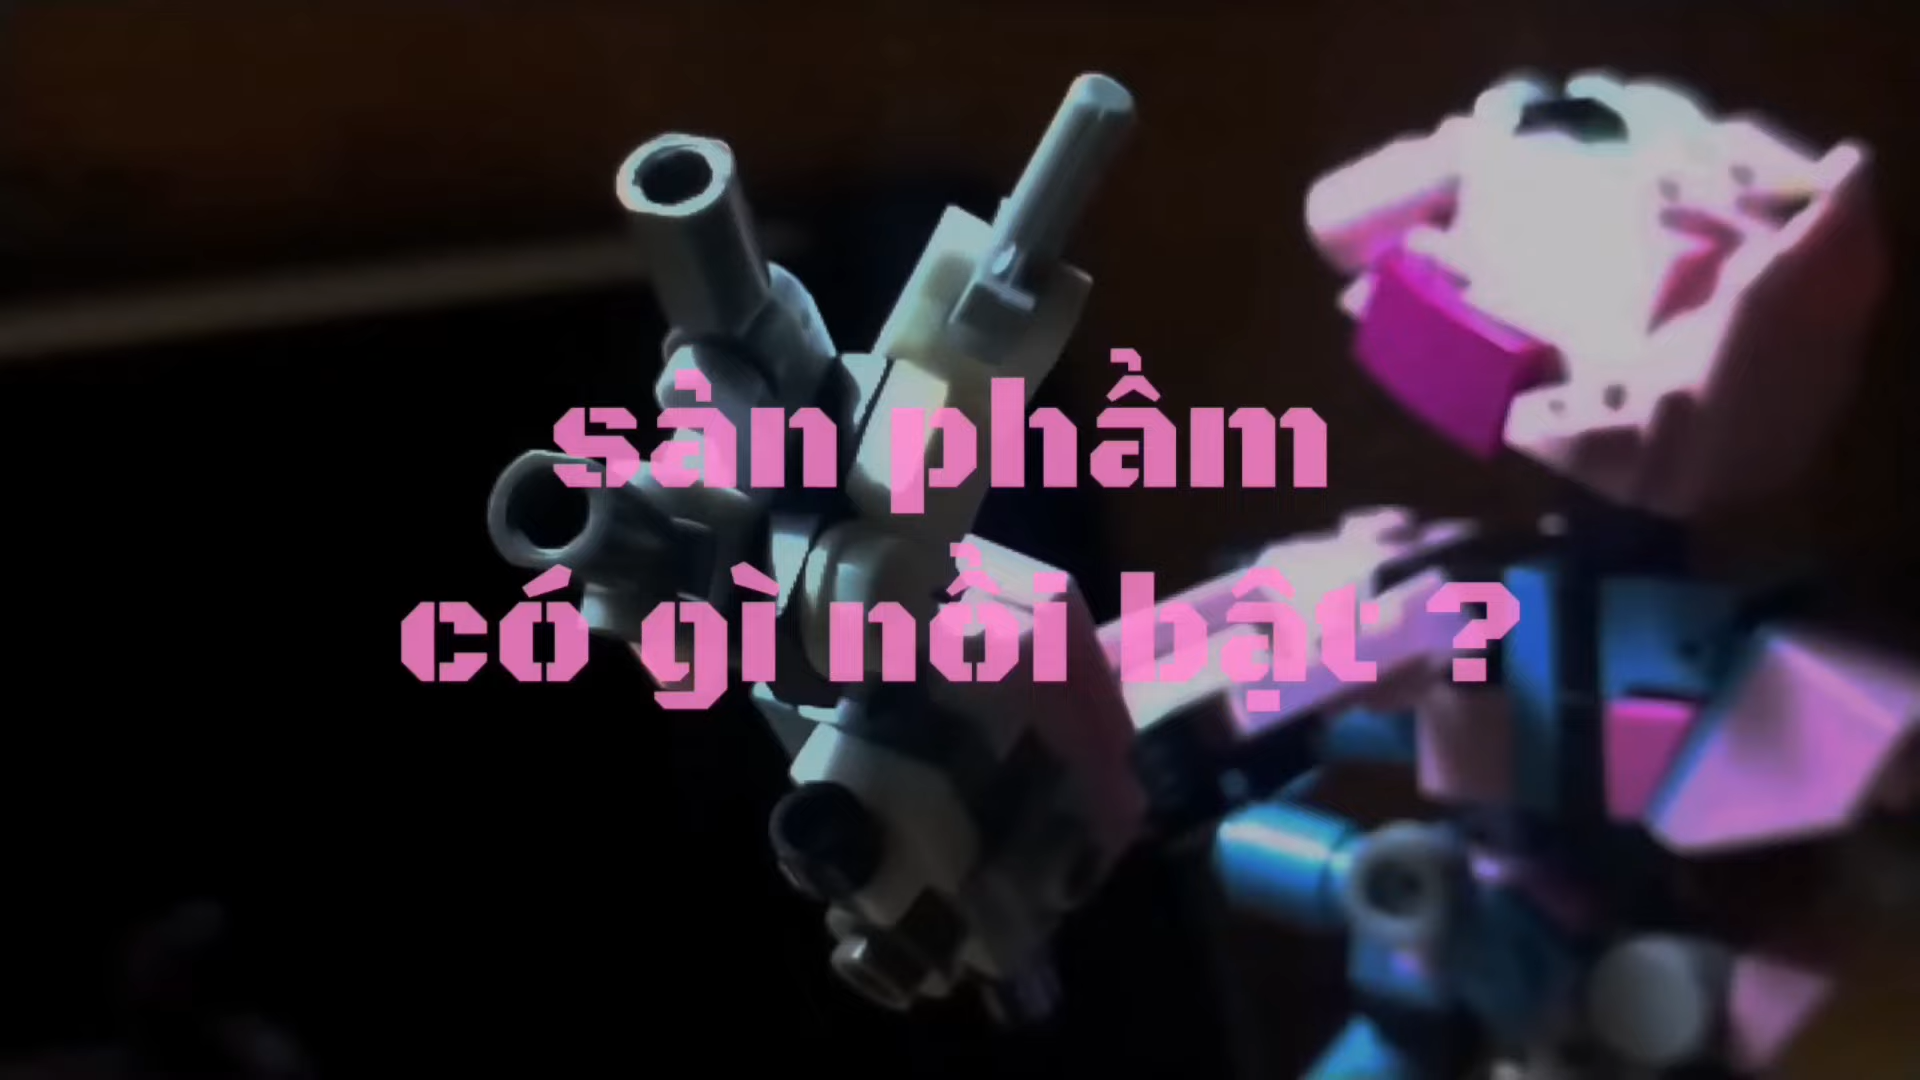 sản phẩm
có gì nổi bật ?